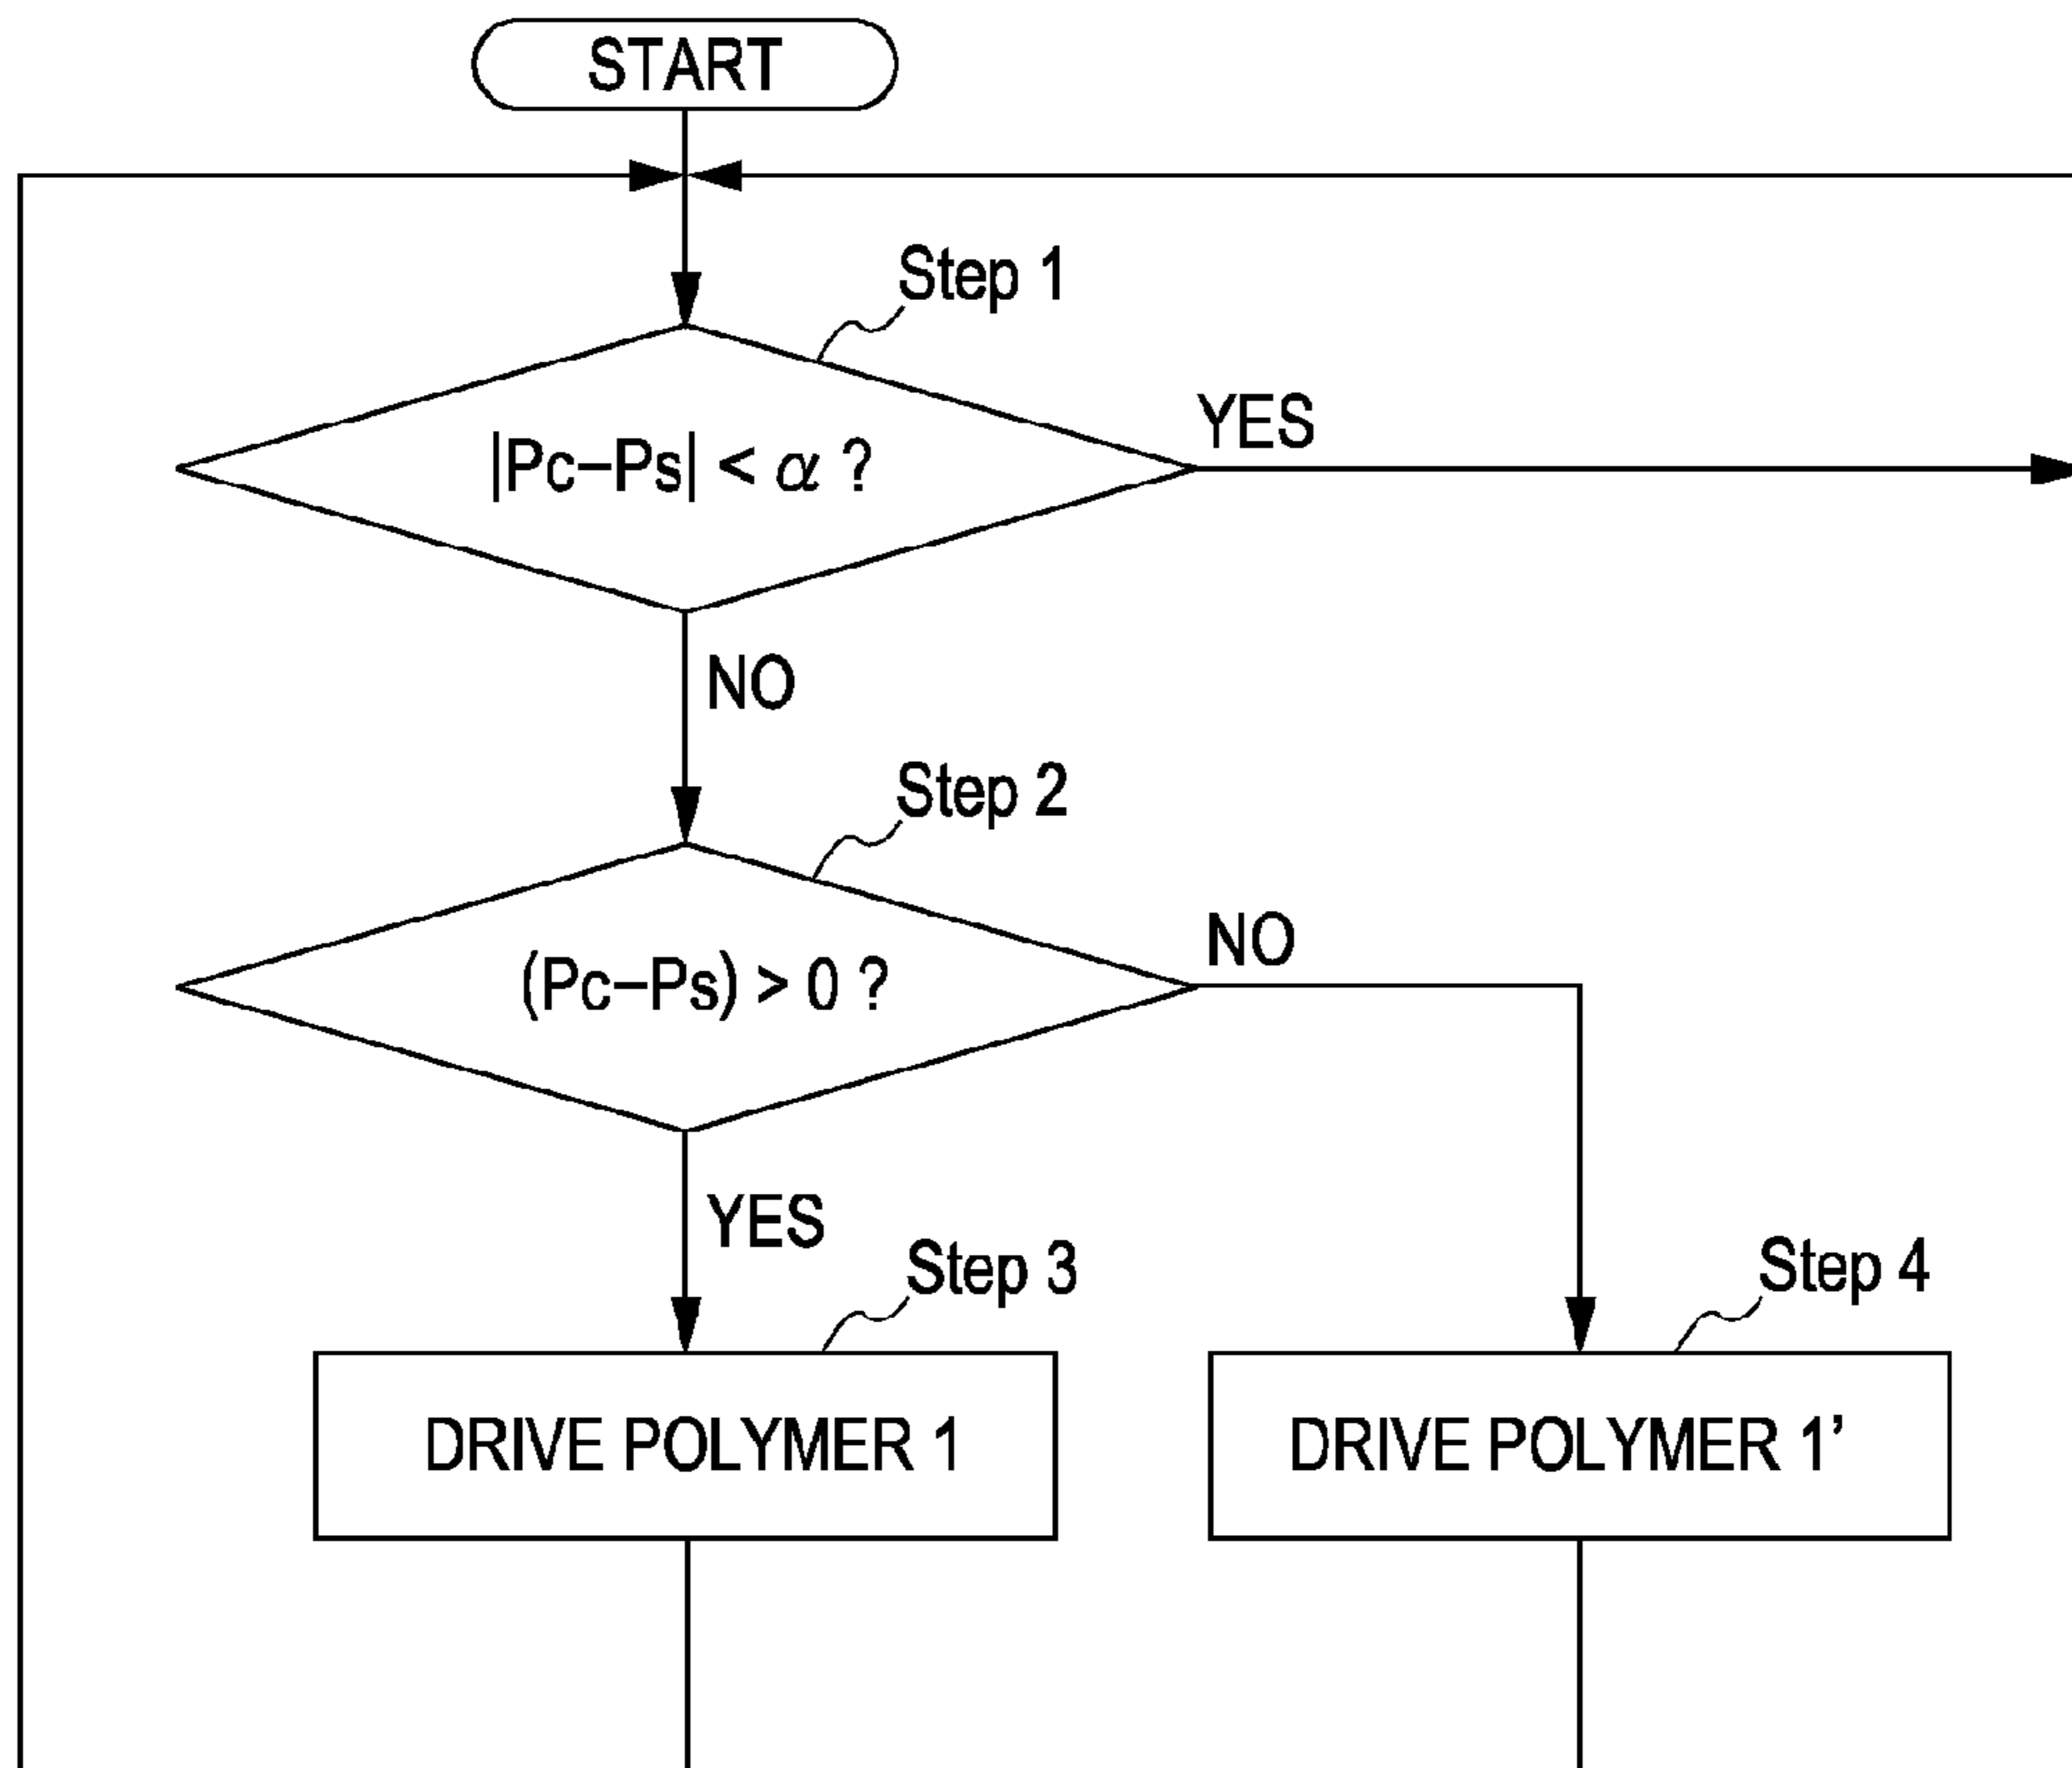 START
Step 1
|Pc–Ps| < α ?
YES
NO
Step 2
(Pc–Ps) > 0 ?
NO
YES
Step 3
Step 4
DRIVE POLYMER 1
DRIVE POLYMER 1’